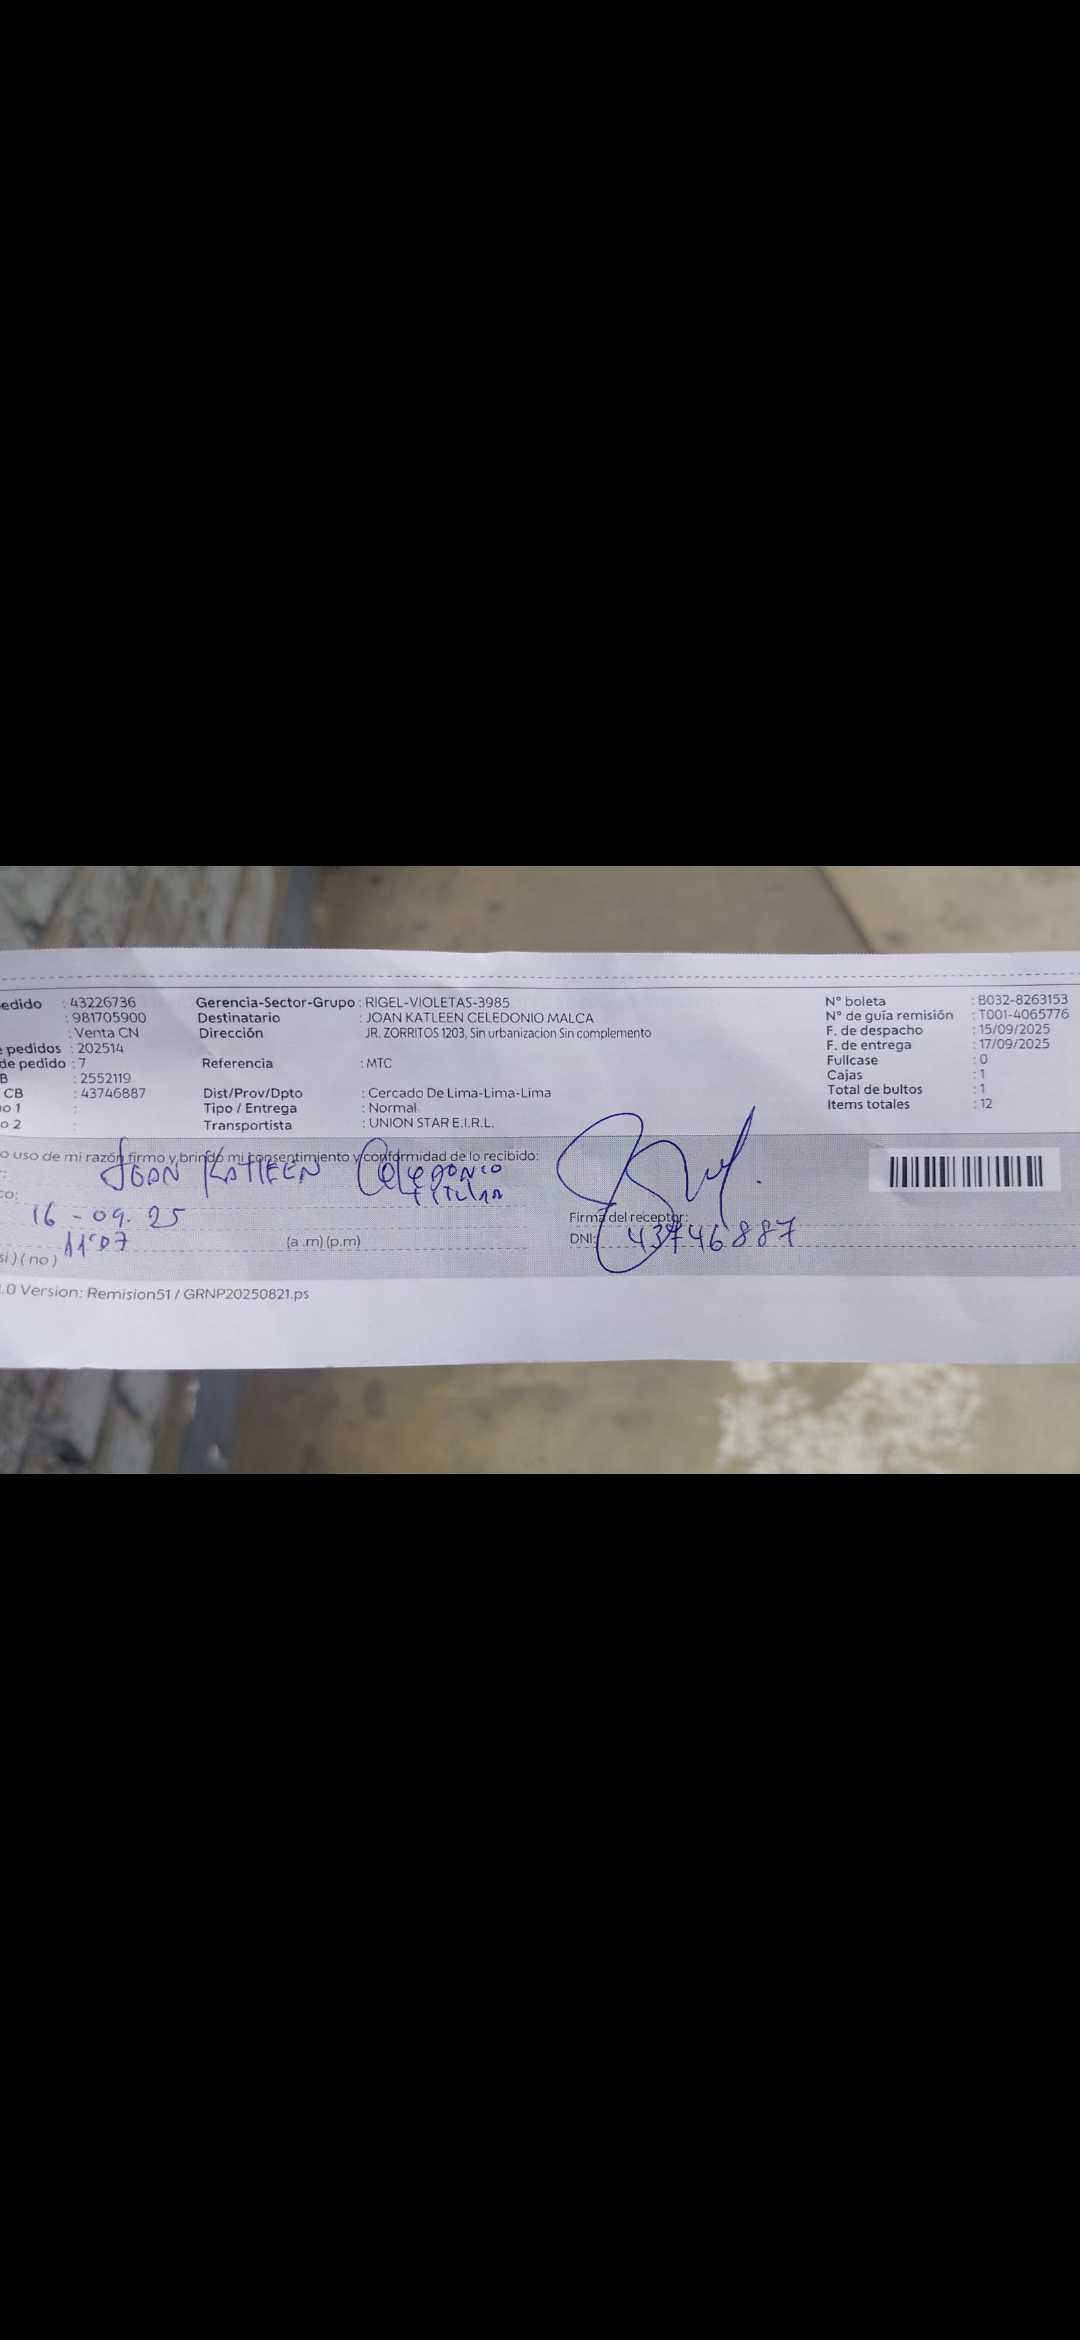 edido : 43226736
: 981705900
: Venta CN
pedidos : 202514
de pedido : 7
B : 2552119
CB : 43746887
o 1 :
o 2 :
Gerencia-Sector-Grupo : RIGEL-VIOLETAS-3985
Destinatario : JOAN KATLEEN CELEDONIO MALCA
Dirección JR. ZORRITOS 1203, Sin urbanizacion Sin complemento
Referencia : MTC
Dist/Prov/Dpto : Cercado De Lima-Lima-Lima
Tipo / Entrega : Normal
Transportista : UNION STAR E.I.R.L.
N° boleta : B032-8263153
N° de guía remisión : T001-4065776
F. de despacho : 15/09/2025
F. de entrega : 17/09/2025
Fullcase : 0
Cajas : 1
Total de bultos : 1
Items totales : 12
o uso de mi razón firmo y brindo mi consentimiento y conformidad de lo recibido:
JOAN KATLEEN Celedonio
TITULAR
co:
16 - 09. 25
11:07 (a .m) (p.m)
si ) ( no )
Firma del receptor:
DNI: 43746887
.0 Version: Remision51 / GRNP20250821.ps